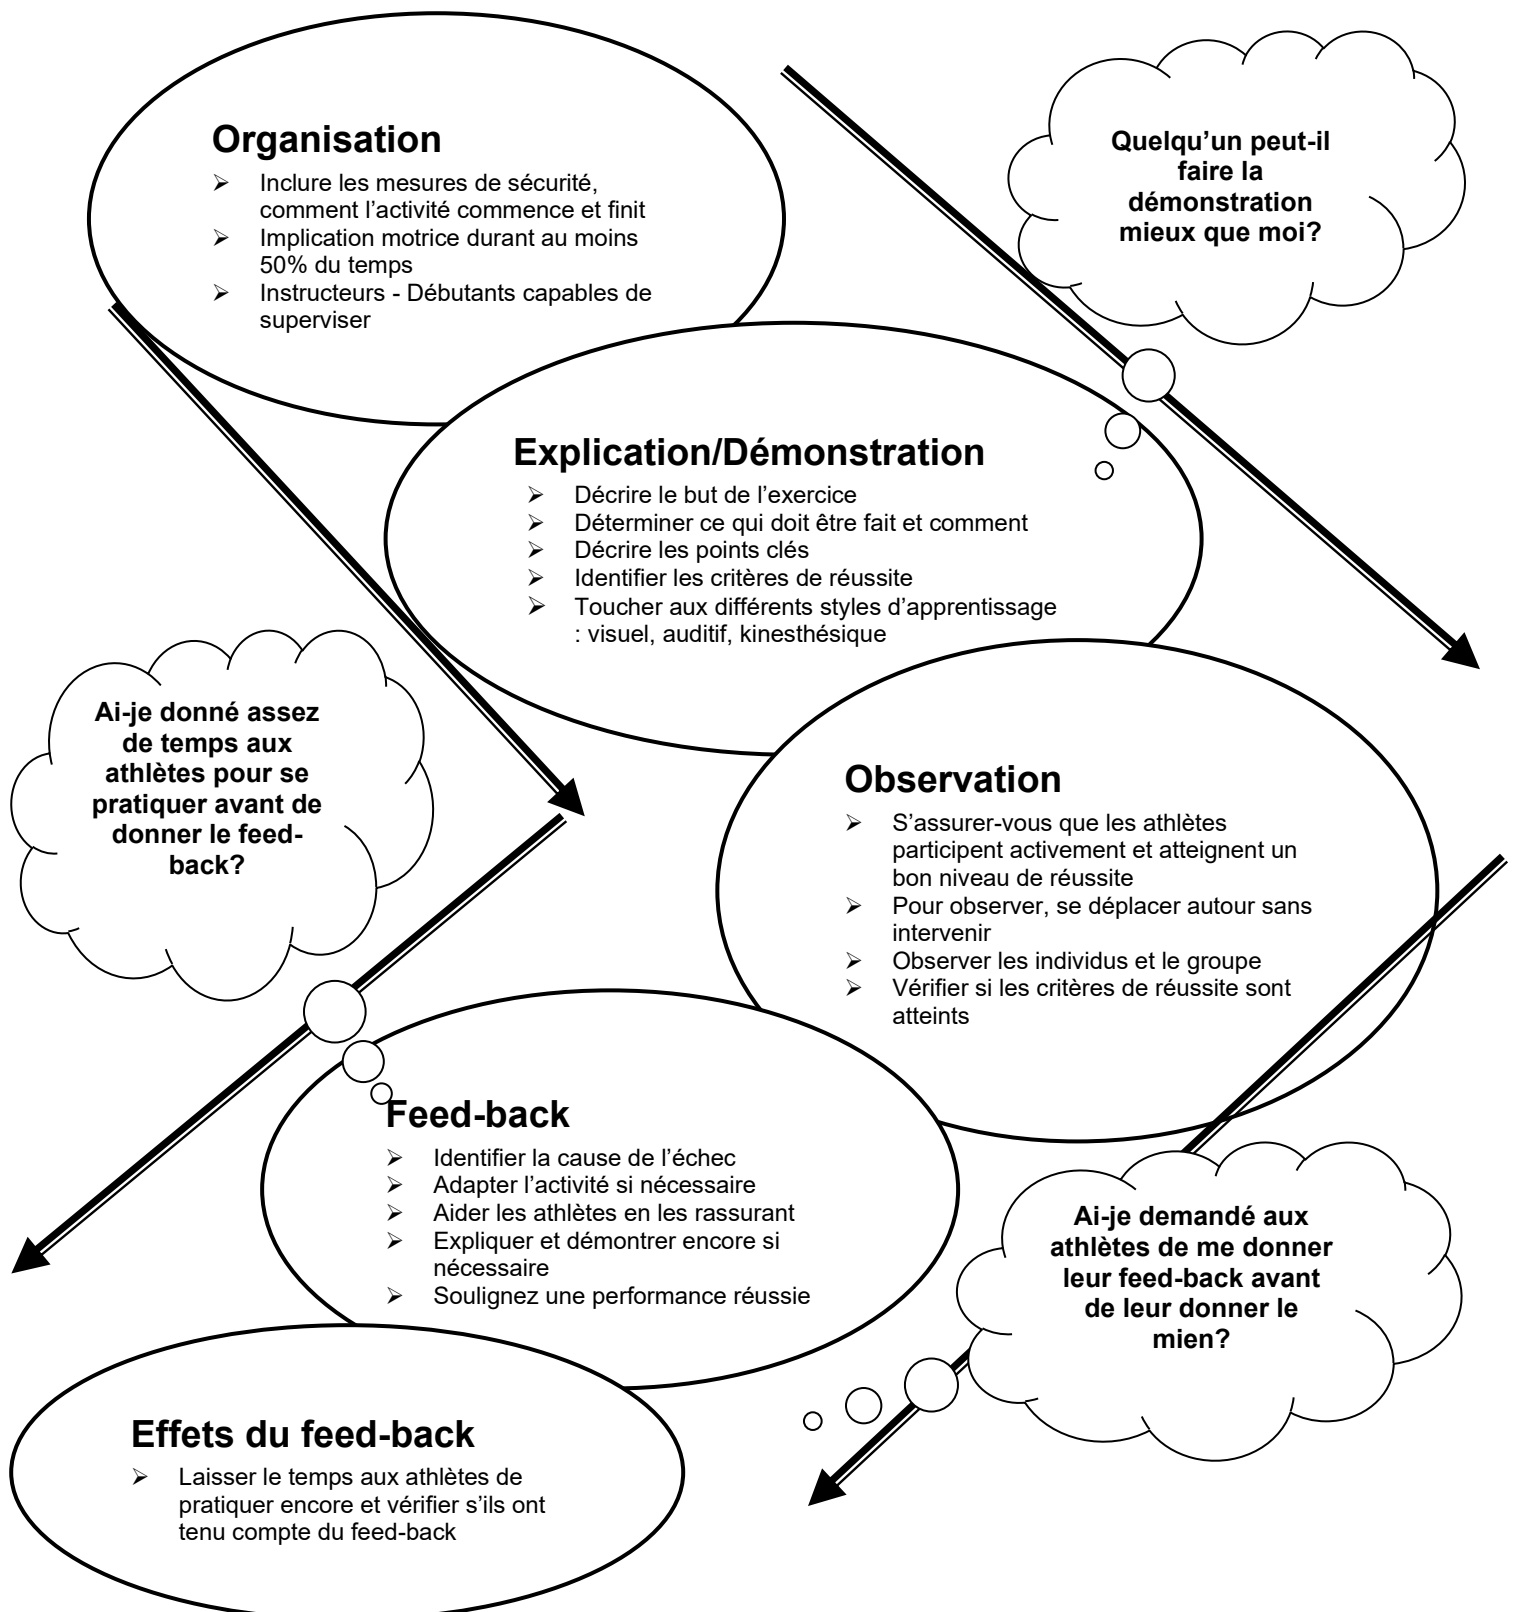 Organisation
➢ Inclure les mesures de sécurité,
comment l’activité commence et finit
➢ Implication motrice durant au moins
50% du temps
➢ Instructeurs - Débutants capables de
superviser
Quelqu’un peut-il
faire la
démonstration
mieux que moi?
Explication/Démonstration
➢ Décrire le but de l’exercice
➢ Déterminer ce qui doit être fait et comment
➢ Décrire les points clés
➢ Identifier les critères de réussite
➢ Toucher aux différents styles d’apprentissage
: visuel, auditif, kinesthésique
Ai-je donné assez
de temps aux
athlètes pour se
pratiquer avant de
donner le feed-
back?
Observation
➢ S’assurer-vous que les athlètes
participent activement et atteignent un
bon niveau de réussite
➢ Pour observer, se déplacer autour sans
intervenir
➢ Observer les individus et le groupe
➢ Vérifier si les critères de réussite sont
atteints
Feed-back
➢ Identifier la cause de l’échec
➢ Adapter l’activité si nécessaire
➢ Aider les athlètes en les rassurant
➢ Expliquer et démontrer encore si
nécessaire
➢ Soulignez une performance réussie
Ai-je demandé aux
athlètes de me donner
leur feed-back avant
de leur donner le
mien?
Effets du feed-back
➢ Laisser le temps aux athlètes de
pratiquer encore et vérifier s’ils ont
tenu compte du feed-back